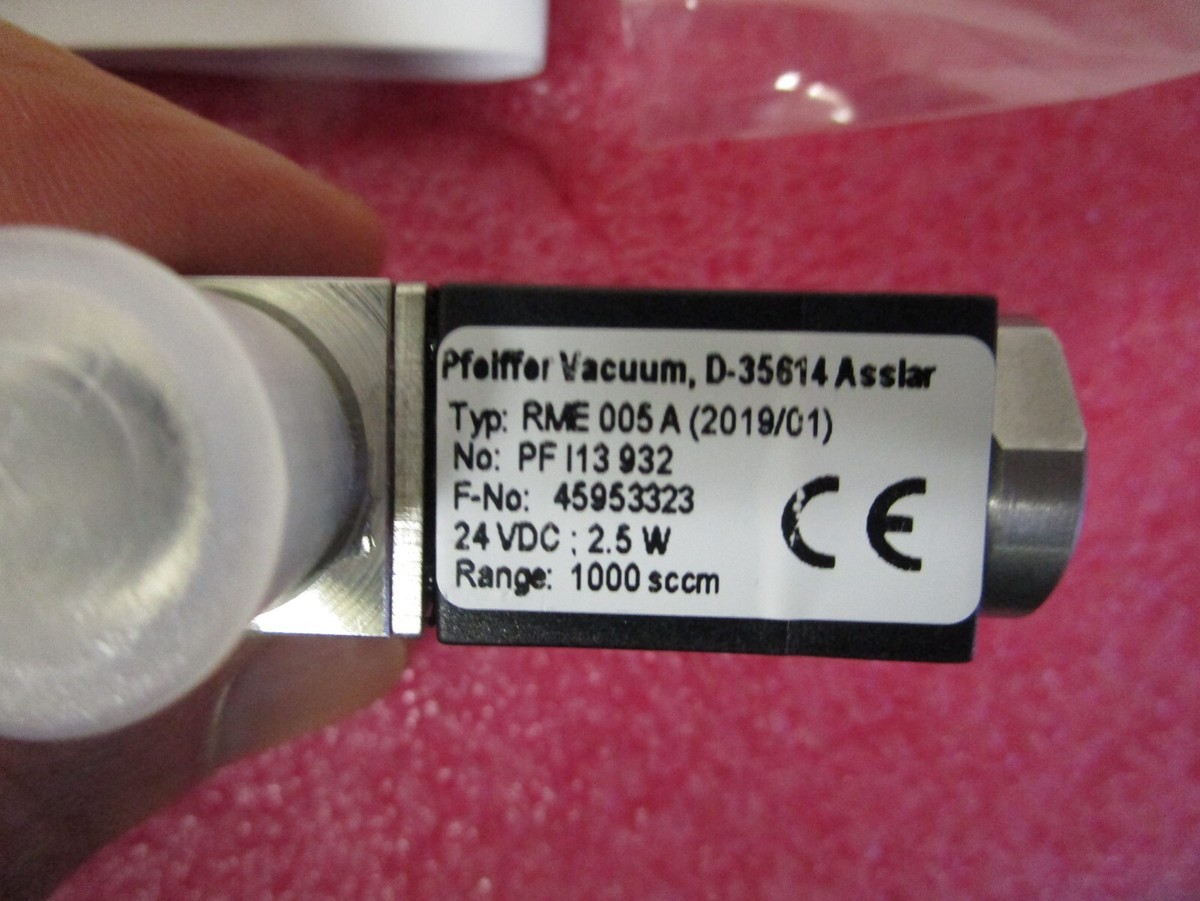 Pfeiffer Vacuum, D-35614 Asslar
Typ: RME 005 A (2019/01)
No: PF I13 932
F-No: 45953323
24 VDC ; 2.5 W
Range: 1000 sccm
CE